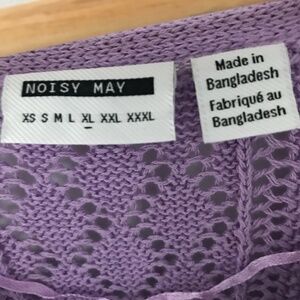 NOISY MAY
XS S M L XL XXL XXXL
Made in
Bangladesh
Fabriqué au
Bangladesh